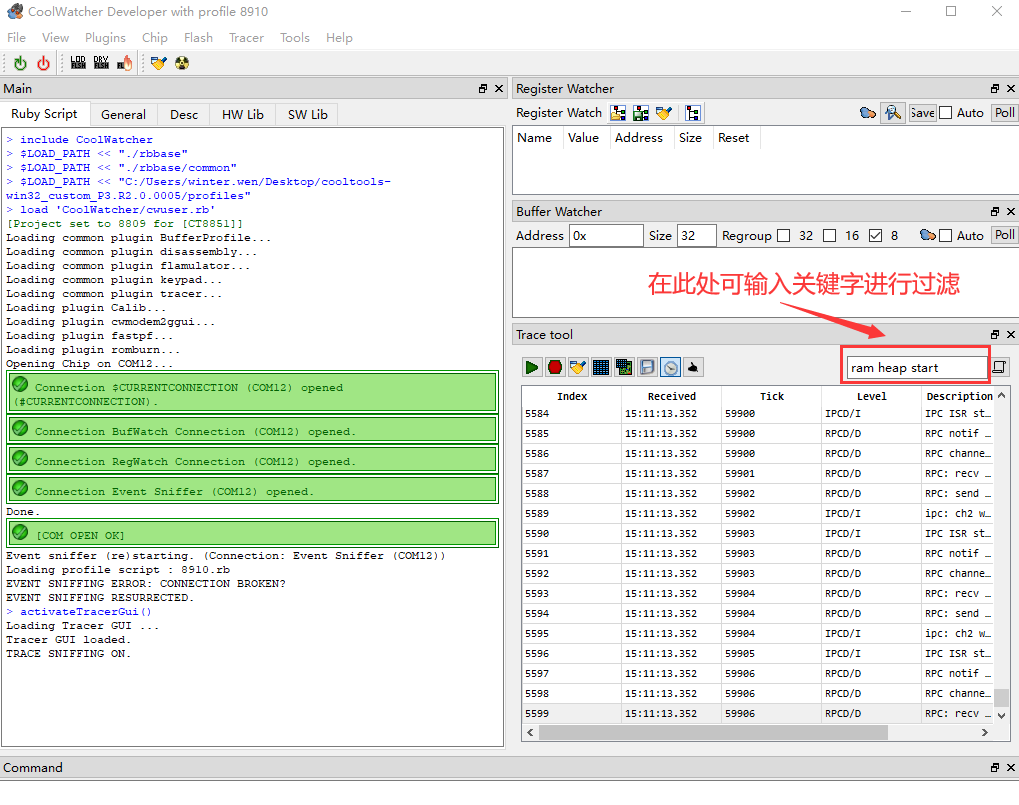 CoolWatcher Developer with profile 8910
File View Plugins Chip Flash Tracer Tools Help
Main
Ruby Script General Desc HW Lib SW Lib
> include CoolWatcher
> $LOAD_PATH << "./rbbase"
> $LOAD_PATH << "./rbbase/common"
> $LOAD_PATH << "C:/Users/winter.wen/Desktop/cooltools-
win32_custom_P3.R2.0.0005/profiles"
> load 'CoolWatcher/cwuser.rb'
[Project set to 8809 for [CT8851]]
Loading common plugin BufferProfile...
Loading common plugin disassembly...
Loading common plugin flamulator...
Loading common plugin keypad...
Loading common plugin tracer...
Loading plugin Calib...
Loading plugin cwmodem2ggui...
Loading plugin fastpf...
Loading plugin romburn...
Opening Chip on COM12...
Connection $CURRENTCONNECTION (COM12) opened
(#CURRENTCONNECTION).
Connection BufWatch Connection (COM12) opened.
Connection RegWatch Connection (COM12) opened.
Connection Event Sniffer (COM12) opened.
Done.
[COM OPEN OK]
Event sniffer (re)starting. (Connection: Event Sniffer (COM12))
Loading profile script : 8910.rb
EVENT SNIFFING ERROR: CONNECTION BROKEN?
EVENT SNIFFING RESURRECTED.
> activateTracerGui()
Loading Tracer GUI ...
Tracer GUI loaded.
TRACE SNIFFING ON.
Register Watcher
Register Watch Save Auto Poll
Name Value Address Size Reset
Buffer Watcher
Address 0x Size 32 Regroup 32 16 8 Auto Poll
在此处可输入关键字进行过滤
Trace tool
ram heap start
Index Received Tick Level Description
5584 15:11:13.352 59900 IPCD/I IPC ISR st...
5585 15:11:13.352 59900 RPCD/D RPC notif ...
5586 15:11:13.352 59900 RPCD/D RPC channe...
5587 15:11:13.352 59901 RPCD/D RPC: recv ...
5588 15:11:13.352 59902 RPCD/D RPC: send ...
5589 15:11:13.352 59902 IPCD/I ipc: ch2 w...
5590 15:11:13.352 59903 IPCD/I IPC ISR st...
5591 15:11:13.352 59903 RPCD/D RPC notif ...
5592 15:11:13.352 59903 RPCD/D RPC channe...
5593 15:11:13.352 59904 RPCD/D RPC: recv ...
5594 15:11:13.352 59904 RPCD/D RPC: send ...
5595 15:11:13.352 59904 IPCD/I ipc: ch2 w...
5596 15:11:13.352 59905 IPCD/I IPC ISR st...
5597 15:11:13.352 59906 RPCD/D RPC notif ...
5598 15:11:13.352 59906 RPCD/D RPC channe...
5599 15:11:13.352 59906 RPCD/D RPC: recv ...
Command